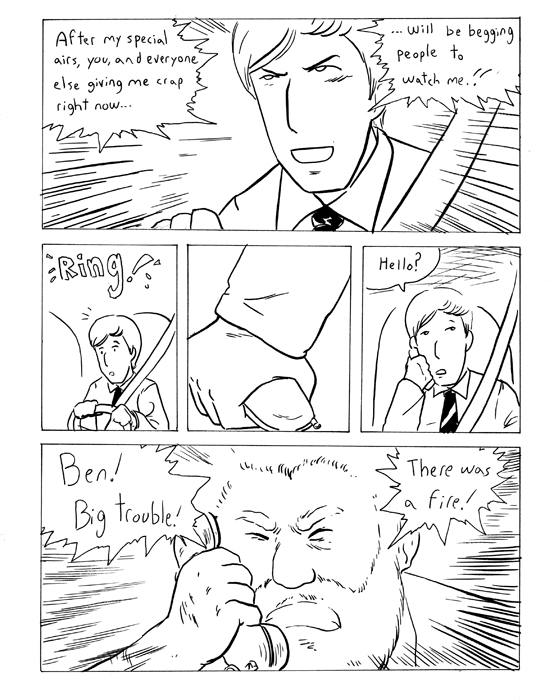 After my special
airs, you, and everyone
else giving me crap
right now...
... will be begging
people to
watch me.!!
Ring!
Hello?
Ben!
Big trouble!
There was
a fire!